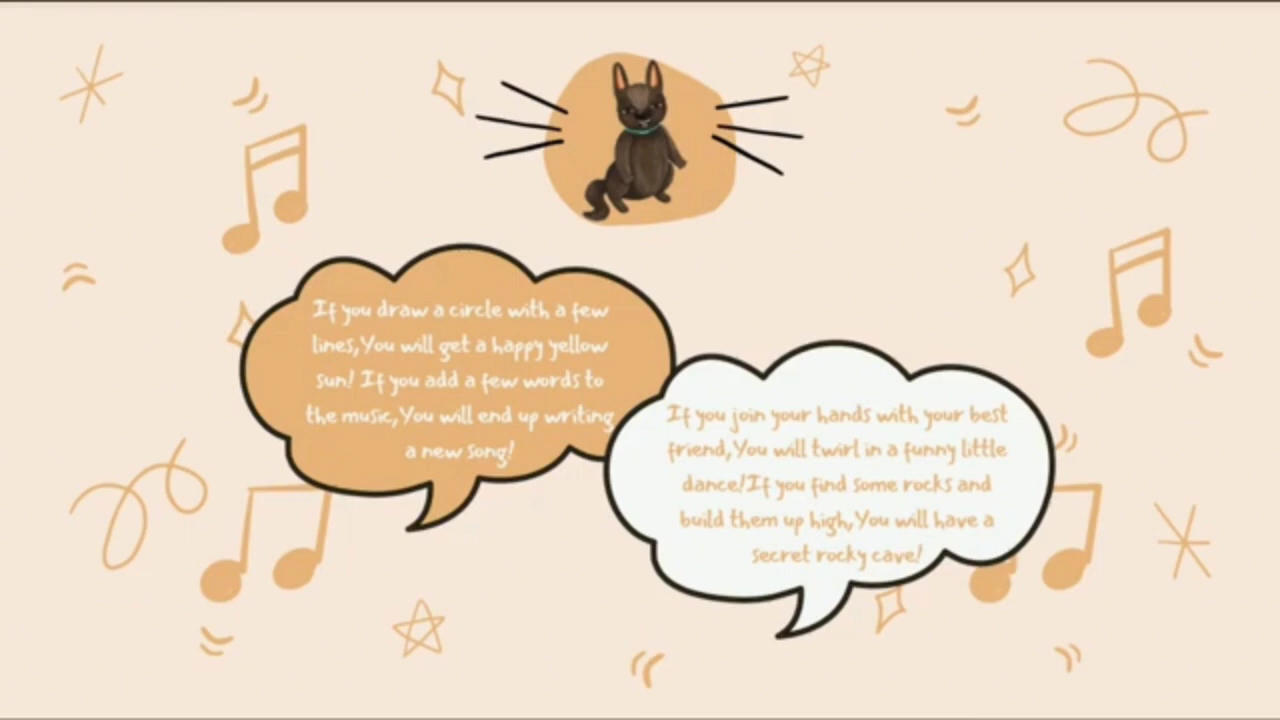 If you draw a circle with a few
lines,You will get a happy yellow
sun! If you add a few words to
the music,You will end up writing
a new song!
If you join your hands with your best
friend,You will twirl in a funny little
dance!If you find some rocks and
build them up high,You will have a
secret rocky cave!